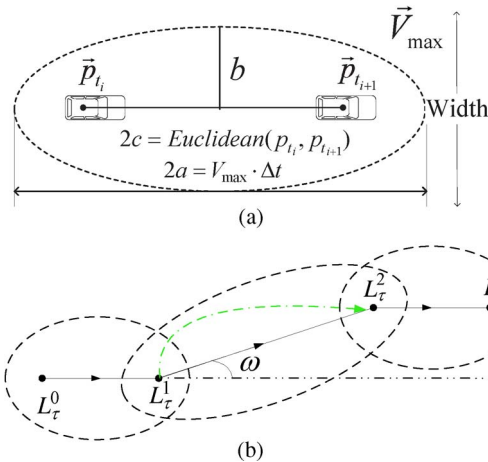 V⃗max
p⃗ti
b
p⃗ti+1
Width
2c = Euclidean(pti, pti+1)
2a = Vmax · Δt
(a)
L²τ
L
ω
L⁰τ
L¹τ
(b)